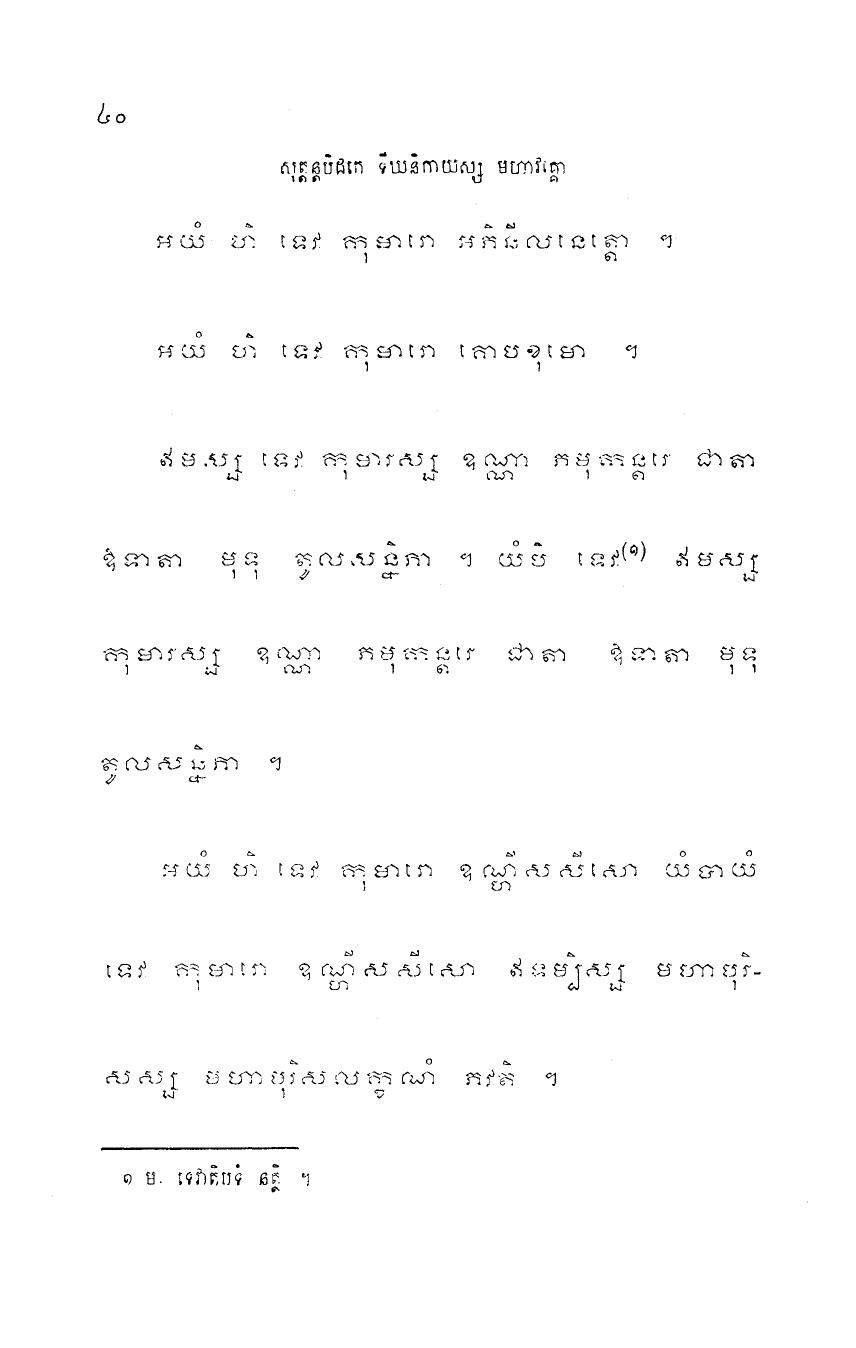 ៤០
សុត្តន្តបិដកេ ទីឃនិកាយស្ស មហាវគ្គោ
អយំ ហិ ទេវ កុមារោ អភិនីលនេត្តោ ។
អយំ ហិ ទេវ កុមារោ គោបខុមោ ។
ឥមស្ស ទេវ កុមារស្ស ឧណ្ណា ភមុកន្តរេ ជាតា
ឱទាតា មុទុ តូលសន្និភា ។ យំបិ ទេវ(១) ឥមស្ស
កុមារស្ស ឧណ្ណា ភមុកន្តរេ ជាតា ឱទាតា មុទុ
តូលសន្និភា ។
អយំ ហិ ទេវ កុមារោ ឧណ្ហីសសីសោ យំបាយំ
ទេវ កុមារោ ឧណ្ហីសសីសោ ឥទម្បិស្ស មហាបុរិ-
សស្ស មហាបុរិសលក្ខណំ ភវតិ ។
១ ម. ទេវាតិបទំ នត្ថិ ។